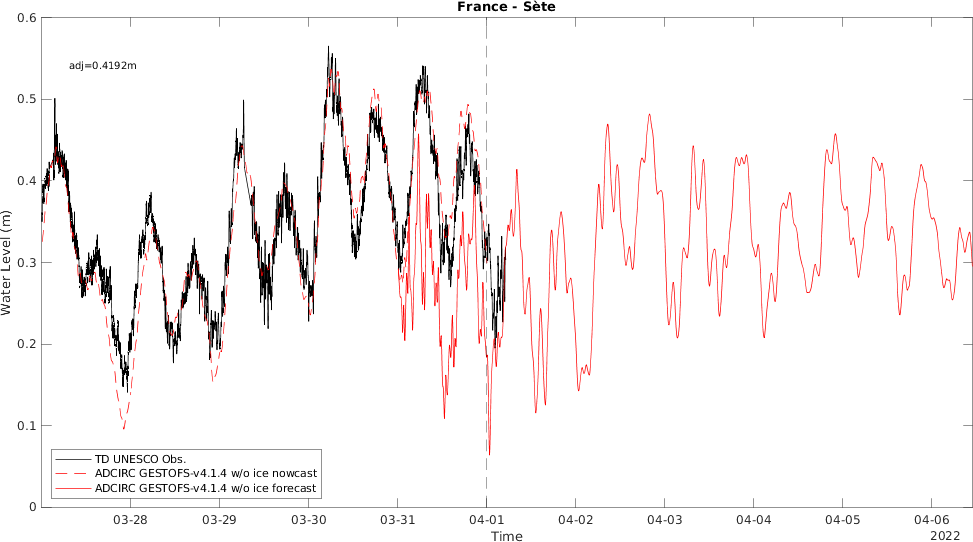 France - Sète
0.6
0.5
0.4
0.3
0.2
0.1
0
Water Level (m)
adj=0.4192m
TD UNESCO Obs.
ADCIRC GESTOFS-v4.1.4 w/o ice nowcast
ADCIRC GESTOFS-v4.1.4 w/o ice forecast
03-28 03-29 03-30 03-31 04-01 04-02 04-03 04-04 04-05 04-06
Time
2022